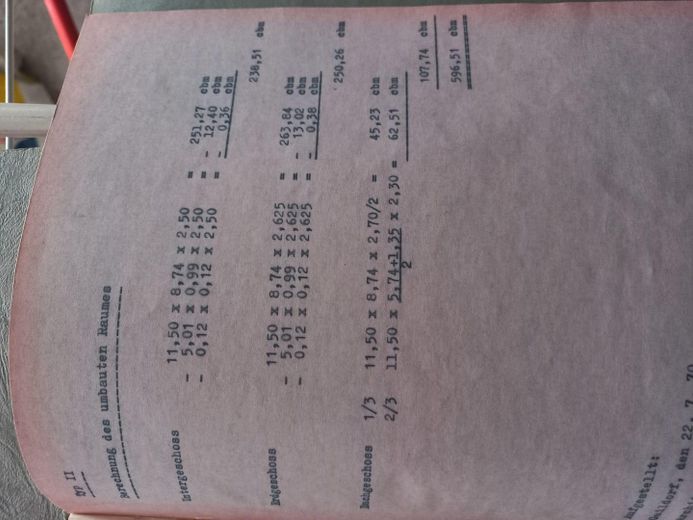 yp II
Berechnung des umbauten Raumes
Untergeschoss 11,50 x 8,74 x 2,50 = 251,27 cbm
- 5,01 x 0,99 x 2,50 = - 12,40 cbm
- 0,12 x 0,12 x 2,50 = - 0,36 cbm
238,51 cbm
Erdgeschoss 11,50 x 8,74 x 2,625 = 263,84 cbm
- 5,01 x 0,99 x 2,625 = - 13,02 cbm
- 0,12 x 0,12 x 2,625 = - 0,38 cbm
250,26 cbm
Dachgeschoss 1/3 11,50 x 8,74 x 2,70/2 = 45,23 cbm
2/3 11,50 x 5,74+1,35 x 2,30 = 62,51 cbm
2
107,74 cbm
596,51 cbm
ufgestellt:
den 22. 7. 70